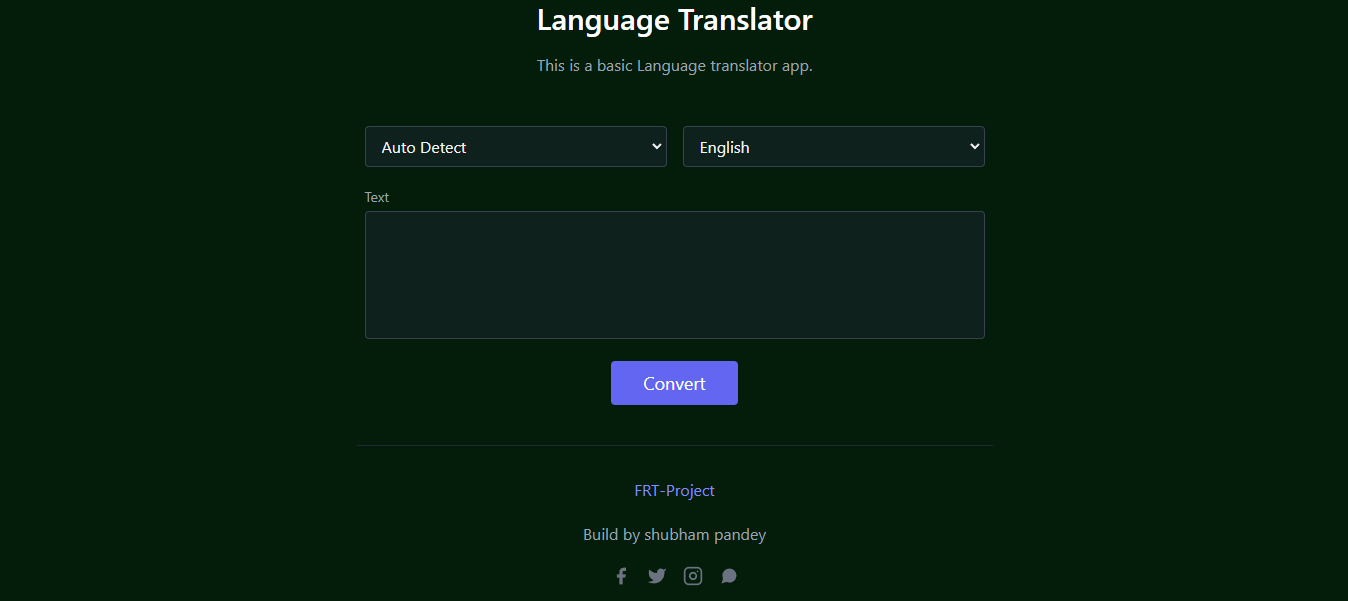 Language Translator
This is a basic Language translator app.
Auto Detect English
Text
Convert
FRT-Project
Build by shubham pandey